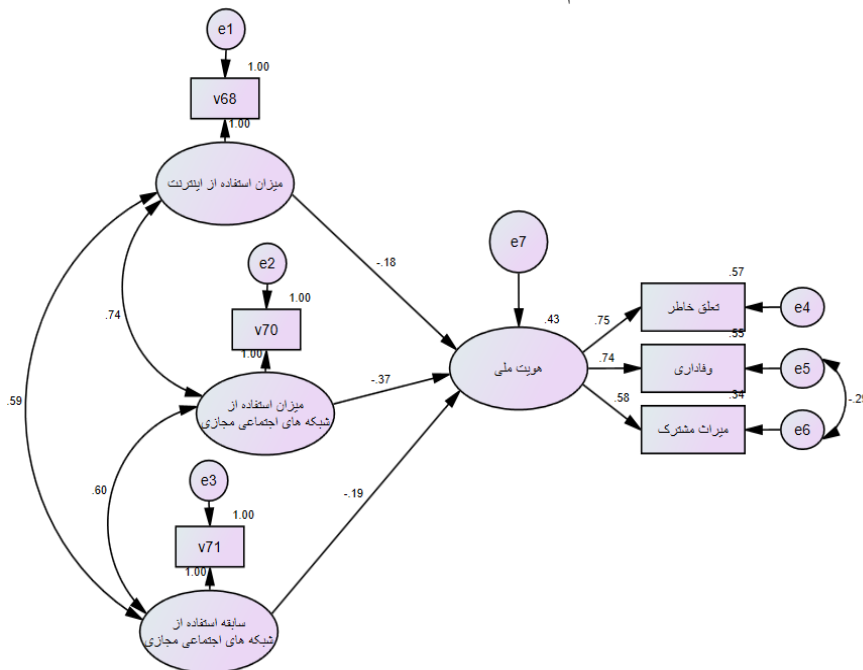 e1
1.00
v68
1.00
میزان استفاده از اینترنت
e2
1.00
v70
1.00
میزان استفاده از
شبکه های اجتماعی مجازی
e3
1.00
v71
1.00
سابقه استفاده از
شبکه های اجتماعی مجازی
.74
.59
.60
-.18
-.37
-.19
e7
.43
هویت ملی
.75
.74
.58
.57
تعلق خاطر
e4
.55
وفاداری
e5
.34
میراث مشترک
e6